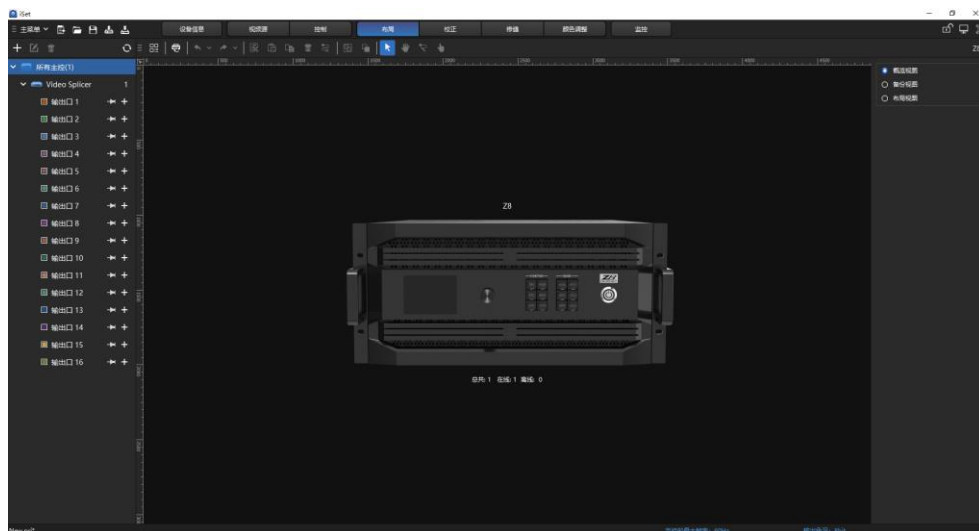 iSet
主菜单
设备信息 视频源 控制 布局 校正 伸缩 颜色调整 监控
所有主控(1)
Video Splicer 1
输出口 1
输出口 2
输出口 3
输出口 4
输出口 5
输出口 6
输出口 7
输出口 8
输出口 9
输出口 10
输出口 11
输出口 12
输出口 13
输出口 14
输出口 15
输出口 16
Z8
总共: 1 在线: 1 离线: 0
概览视图
备份视图
布局视图